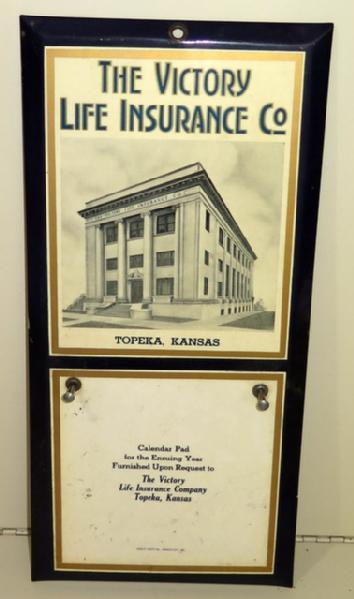 THE VICTORY
LIFE INSURANCE CO
TOPEKA, KANSAS
Calendar Pad
for the Ensuing Year
Furnished Upon Request to
The Victory
Life Insurance Company
Topeka, Kansas